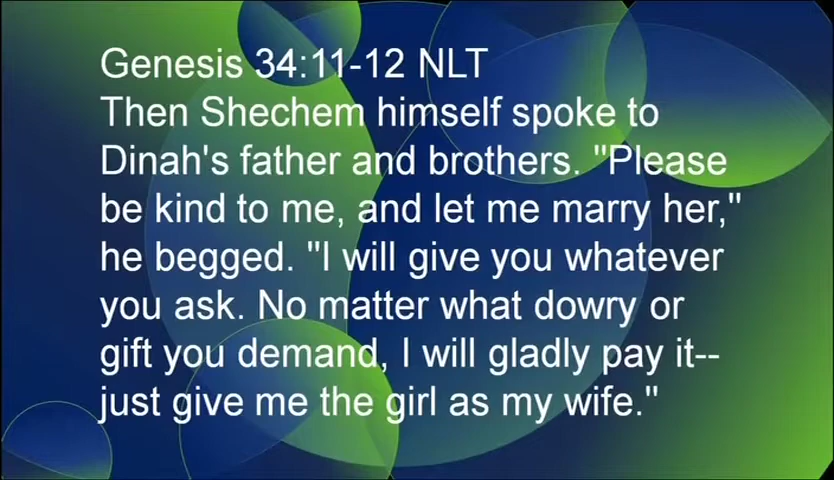 Genesis 34:11-12 NLT
Then Shechem himself spoke to
Dinah's father and brothers. "Please
be kind to me, and let me marry her,"
he begged. "I will give you whatever
you ask. No matter what dowry or
gift you demand, I will gladly pay it--
just give me the girl as my wife."